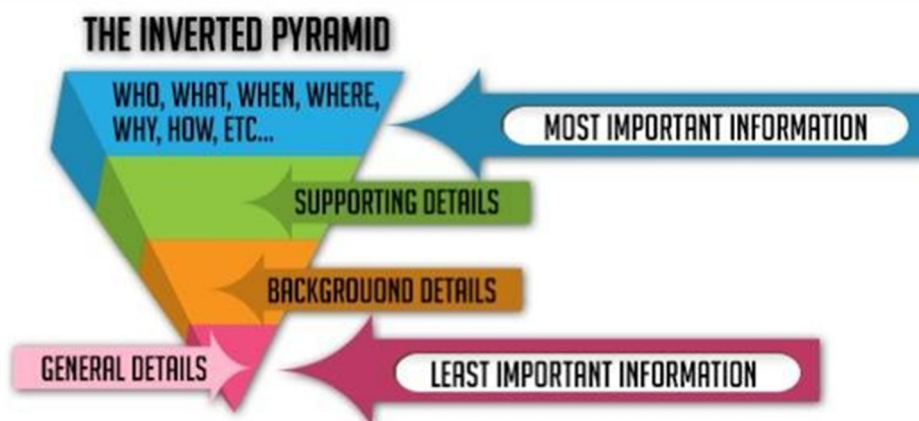 THE INVERTED PYRAMID
WHO, WHAT, WHEN, WHERE,
WHY, HOW, ETC...
MOST IMPORTANT INFORMATION
SUPPORTING DETAILS
BACKGRUOUND DETAILS
GENERAL DETAILS
LEAST IMPORTANT INFORMATION